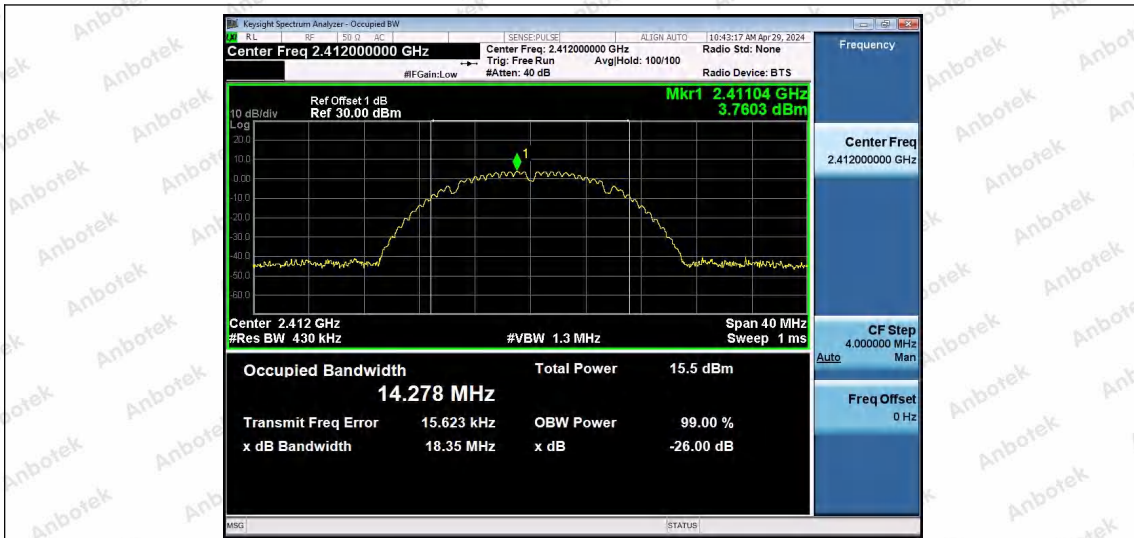 Keysight Spectrum Analyzer - Occupied BW
RL RF 50 Ω AC SENSE:PULSE ALIGN AUTO 10:43:17 AM Apr 29, 2024
Center Freq 2.412000000 GHz
Center Freq: 2.412000000 GHz
Radio Std: None
Trig: Free Run Avg|Hold: 100/100
#IFGain:Low #Atten: 40 dB Radio Device: BTS
Frequency
Mkr1 2.41104 GHz
3.7603 dBm
Ref Offset 1 dB
10 dB/div Ref 30.00 dBm
Log
20.0
10.0
0.00
-10.0
-20.0
-30.0
-40.0
-50.0
-60.0
1
Center 2.412 GHz Span 40 MHz
#Res BW 430 kHz #VBW 1.3 MHz Sweep 1 ms
Occupied Bandwidth Total Power 15.5 dBm
14.278 MHz
Transmit Freq Error 15.623 kHz OBW Power 99.00 %
x dB Bandwidth 18.35 MHz x dB -26.00 dB
Center Freq
2.412000000 GHz
CF Step
4.000000 MHz
Auto Man
Freq Offset
0 Hz
MSG STATUS
Anbotek